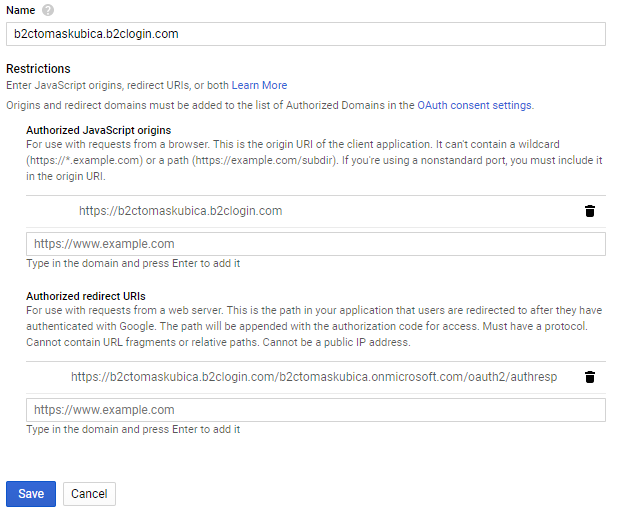 Name ?
b2ctomaskubica.b2clogin.com
Restrictions
Enter JavaScript origins, redirect URIs, or both Learn More
Origins and redirect domains must be added to the list of Authorized Domains in the OAuth consent settings.
Authorized JavaScript origins
For use with requests from a browser. This is the origin URI of the client application. It can't contain a wildcard
(https://*.example.com) or a path (https://example.com/subdir). If you're using a nonstandard port, you must include it
in the origin URI.
https://b2ctomaskubica.b2clogin.com
https://www.example.com
Type in the domain and press Enter to add it
Authorized redirect URIs
For use with requests from a web server. This is the path in your application that users are redirected to after they have
authenticated with Google. The path will be appended with the authorization code for access. Must have a protocol.
Cannot contain URL fragments or relative paths. Cannot be a public IP address.
https://b2ctomaskubica.b2clogin.com/b2ctomaskubica.onmicrosoft.com/oauth2/authresp
https://www.example.com
Type in the domain and press Enter to add it
Save Cancel